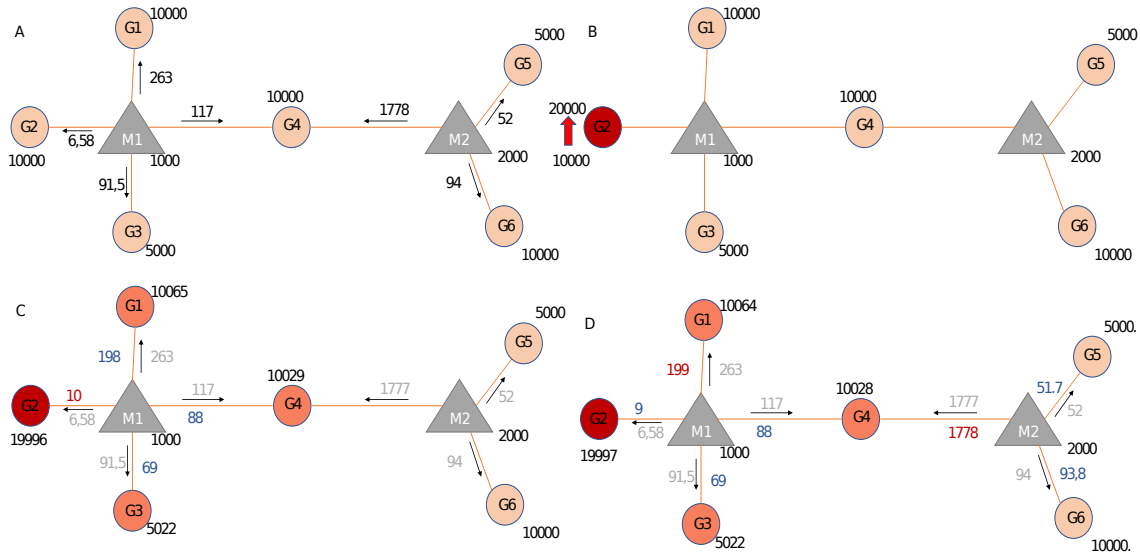 A
G1
10000
263
G2
10000
6,58
M1
1000
117
10000
G4
91,5
G3
5000
1778
M2
2000
5000
G5
52
94
G6
10000
B
G1
10000
20000
G2
10000
M1
1000
10000
G4
G3
5000
M2
2000
5000
G5
G6
10000
C
G1
10065
198
263
G2
19996
10
6,58
M1
1000
117
88
10029
G4
91,5
69
G3
5022
1777
M2
2000
5000
G5
52
94
G6
10000
D
G1
10064
199
263
G2
19997
9
6,58
M1
1000
117
88
10028
G4
91,5
69
G3
5022
1777
1778
M2
2000
5000.
G5
51.7
52
94
93,8
G6
10000.